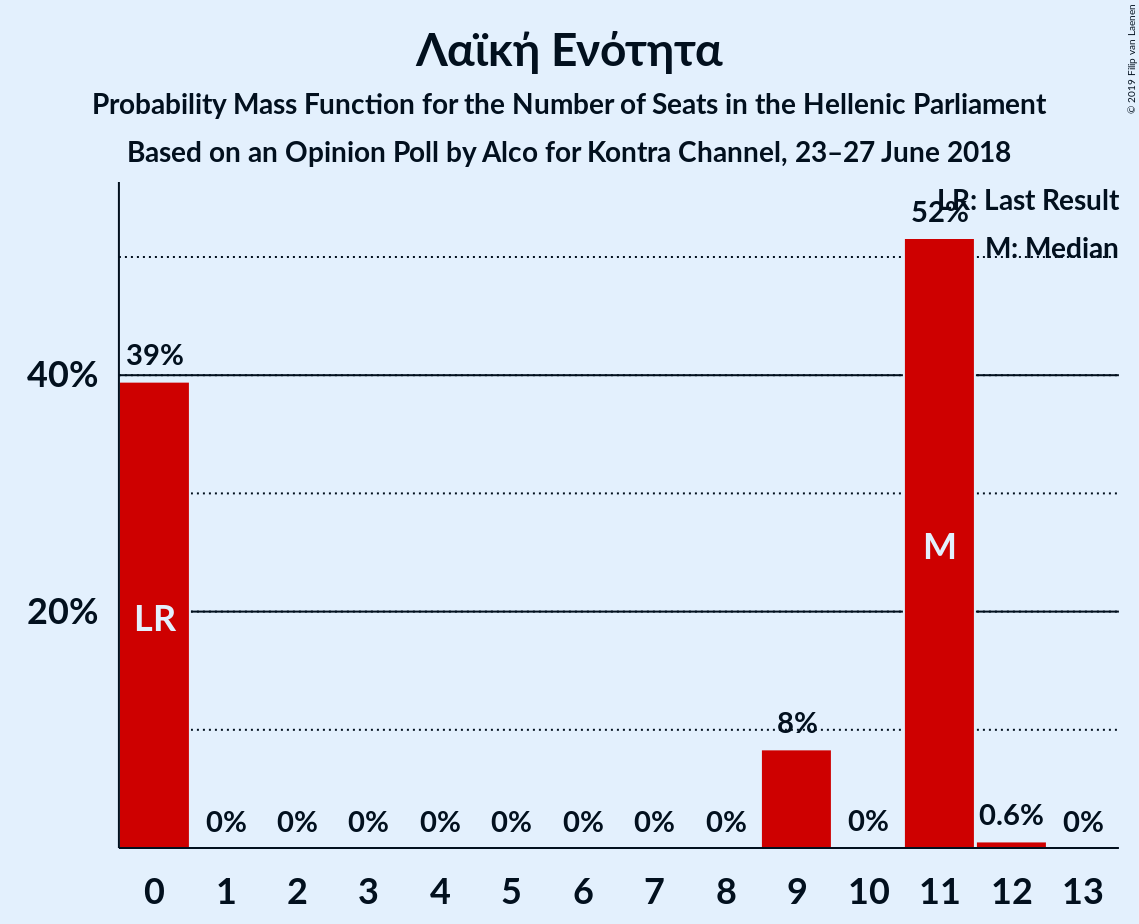 Λαϊκή Ενότητα
Probability Mass Function for the Number of Seats in the Hellenic Parliament
Based on an Opinion Poll by Alco for Kontra Channel, 23–27 June 2018
© 2019 Filip van Laenen
LR: Last Result
M: Median
52%
39%
40%
M
20%
LR
8%
0% 0% 0% 0% 0% 0% 0% 0% 0% 0.6% 0%
0 1 2 3 4 5 6 7 8 9 10 11 12 13